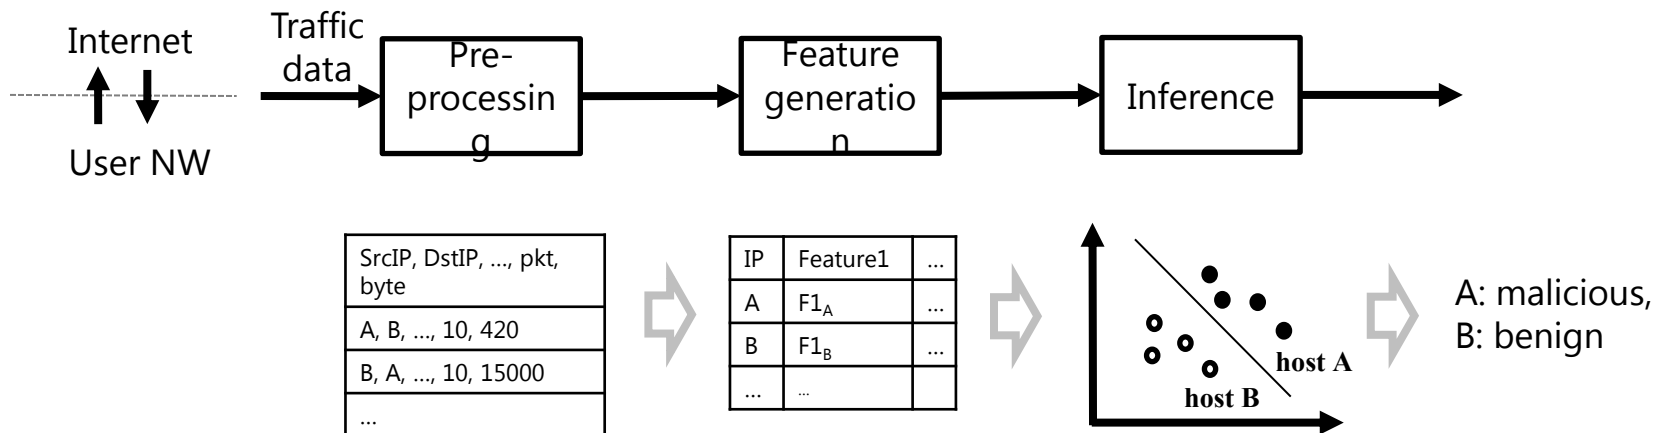 Internet
User NW
Traffic
data
Pre-
processin
g
Feature
generatio
n
Inference
SrcIP, DstIP, ..., pkt,
byte
A, B, ..., 10, 420
B, A, ..., 10, 15000
...
IP Feature1 ...
A F1A ...
B F1B ...
... ...
host A
host B
A: malicious,
B: benign